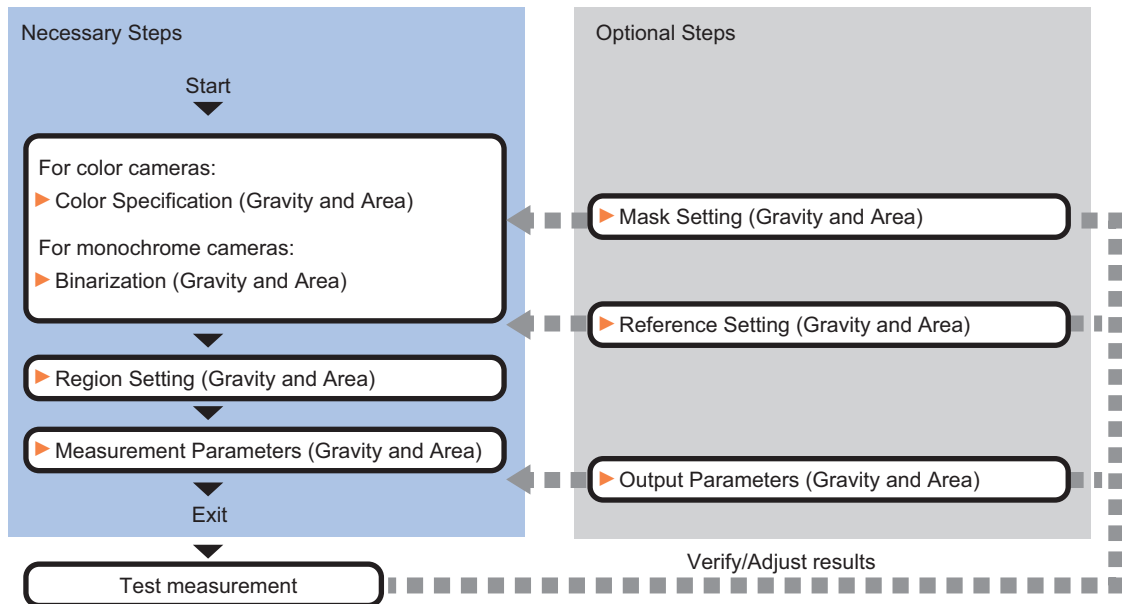 Necessary Steps
Start
For color cameras:
Color Specification (Gravity and Area)
For monochrome cameras:
Binarization (Gravity and Area)
Region Setting (Gravity and Area)
Measurement Parameters (Gravity and Area)
Exit
Test measurement
Optional Steps
Mask Setting (Gravity and Area)
Reference Setting (Gravity and Area)
Output Parameters (Gravity and Area)
Verify/Adjust results